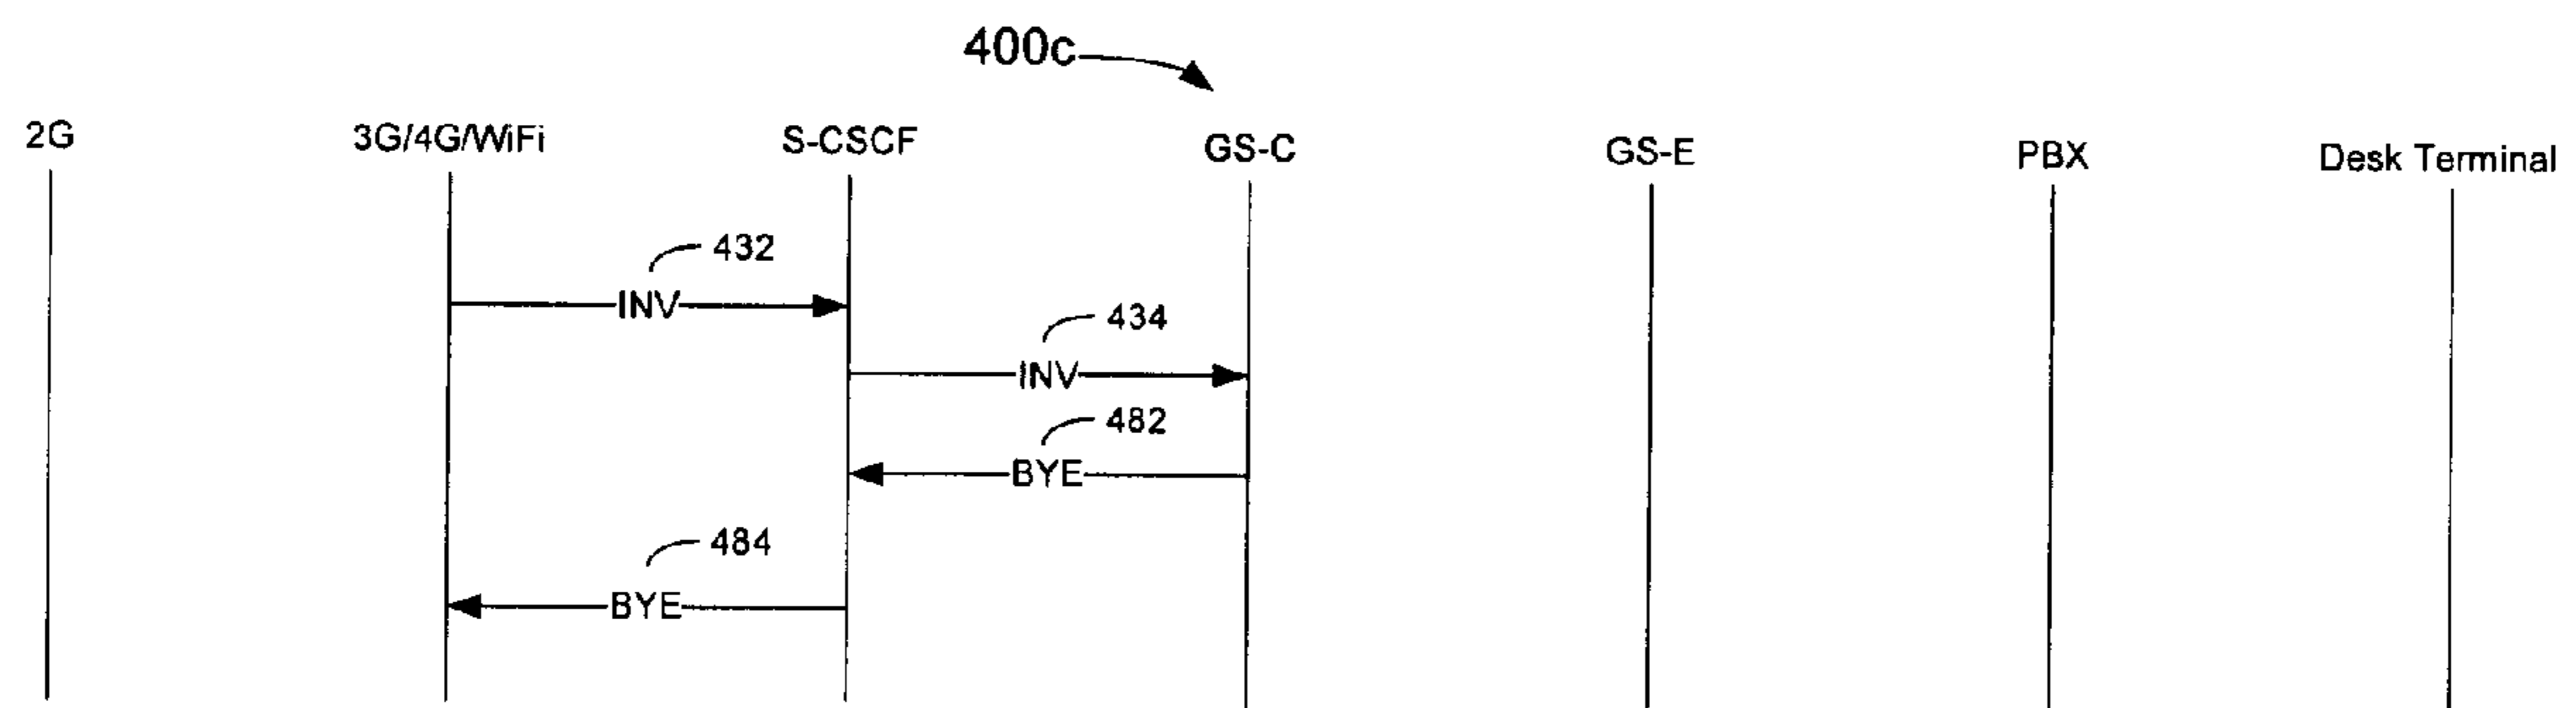 400c
2G
3G/4G/WiFi
S-CSCF
GS-C
GS-E
PBX
Desk Terminal
432
INV
434
INV
482
BYE
484
BYE